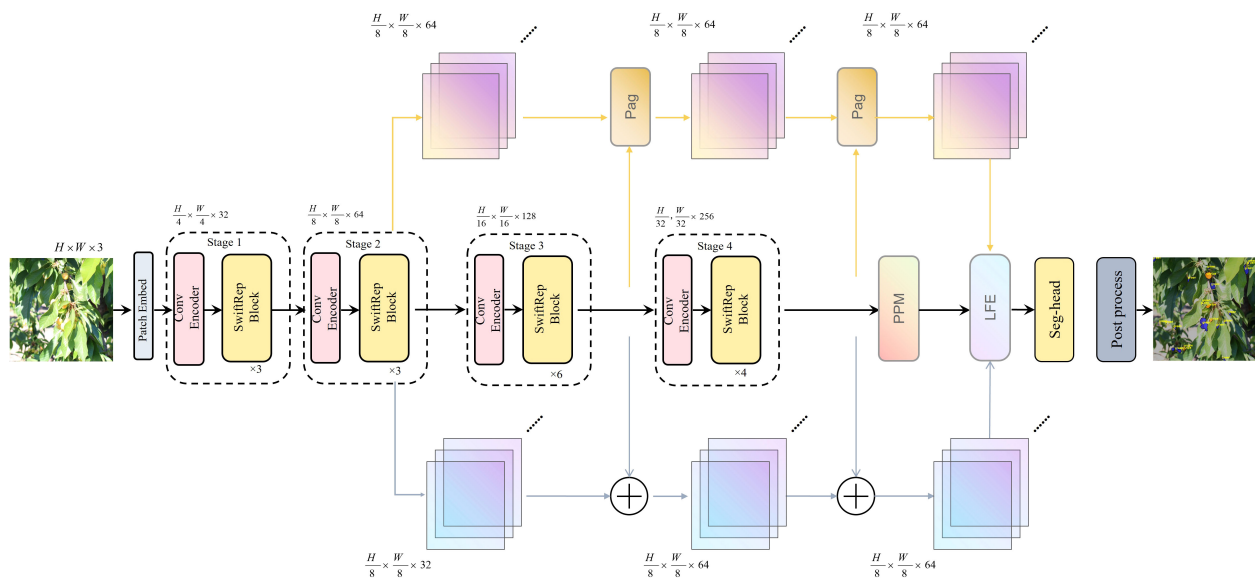 H/8 × W/8 × 64
H/8 × W/8 × 64
H/8 × W/8 × 64
Pag
Pag
H × W × 3
H/4 × W/4 × 32
H/8 × W/8 × 64
H/16 × W/16 × 128
H/32 , W/32 × 256
Patch Embed
Stage 1
Conv Encoder
SwiftRep Block
×3
Stage 2
Conv Encoder
SwiftRep Block
×3
Stage 3
Conv Encoder
SwiftRep Block
×6
Stage 4
Conv Encoder
SwiftRep Block
×4
PPM
LFE
Seg-head
Post process
H/8 × W/8 × 32
H/8 × W/8 × 64
H/8 × W/8 × 64